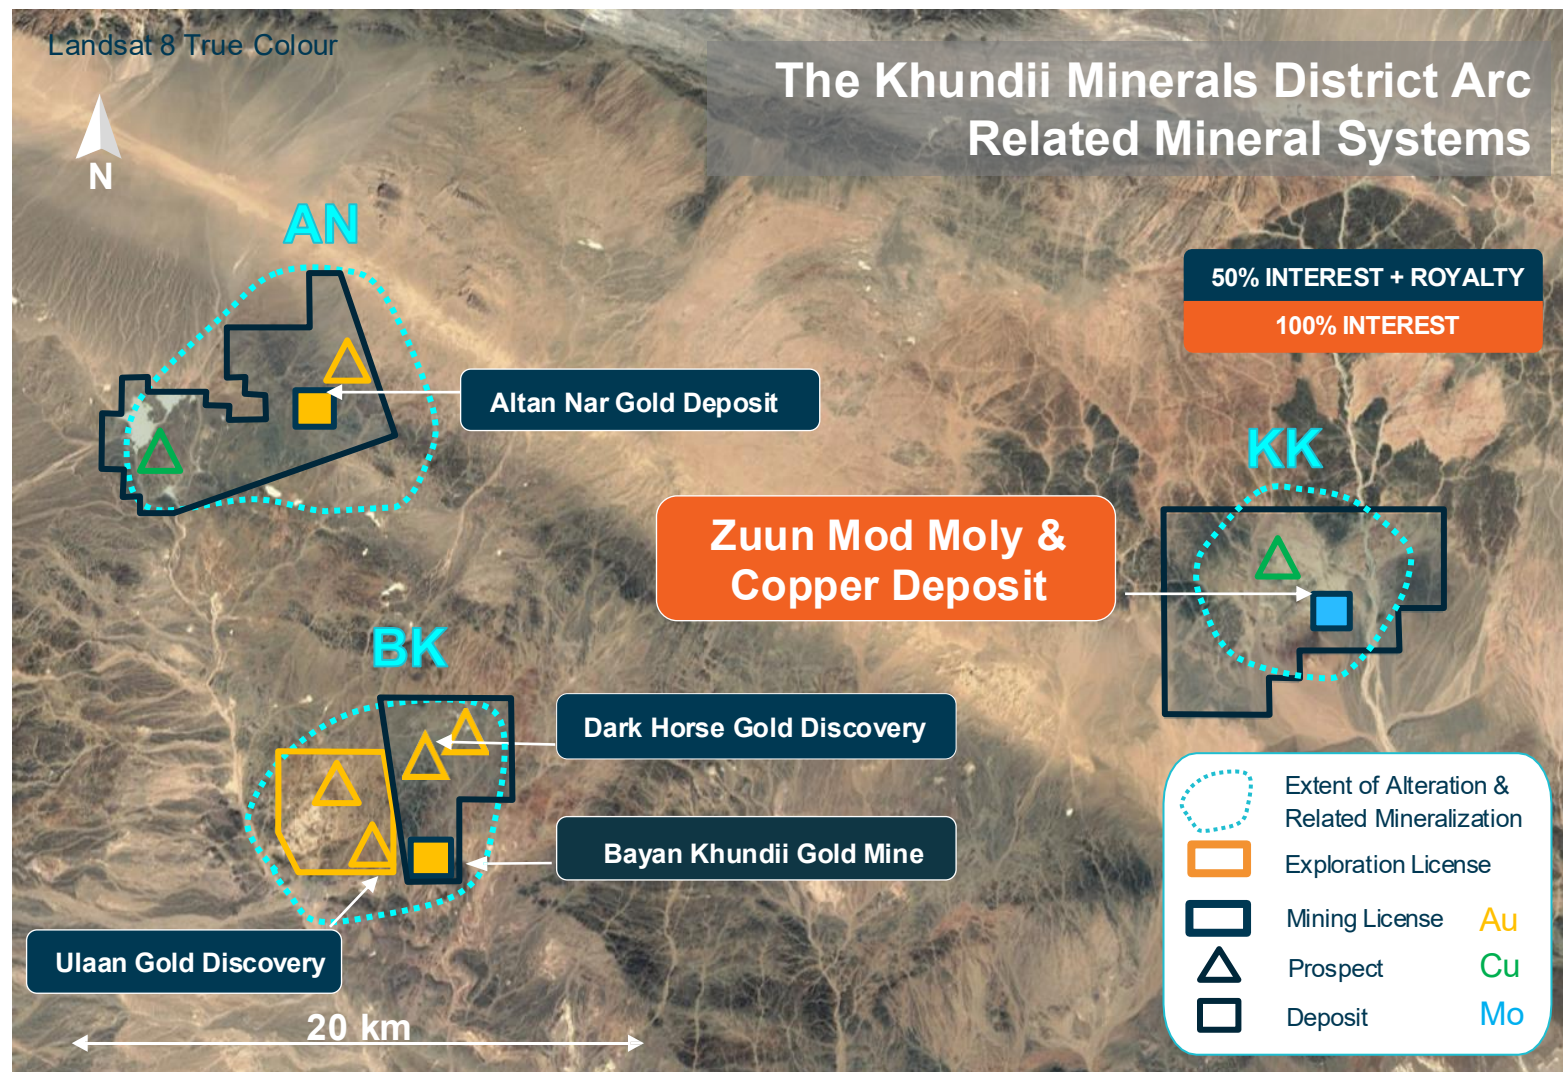 Landsat 8 True Colour
The Khundii Minerals District Arc
Related Mineral Systems
N
AN
50% INTEREST + ROYALTY
100% INTEREST
Altan Nar Gold Deposit
KK
Zuun Mod Moly &
Copper Deposit
BK
Dark Horse Gold Discovery
Bayan Khundii Gold Mine
Ulaan Gold Discovery
20 km
Extent of Alteration &
Related Mineralization
Exploration License
Mining License Au
Prospect Cu
Deposit Mo